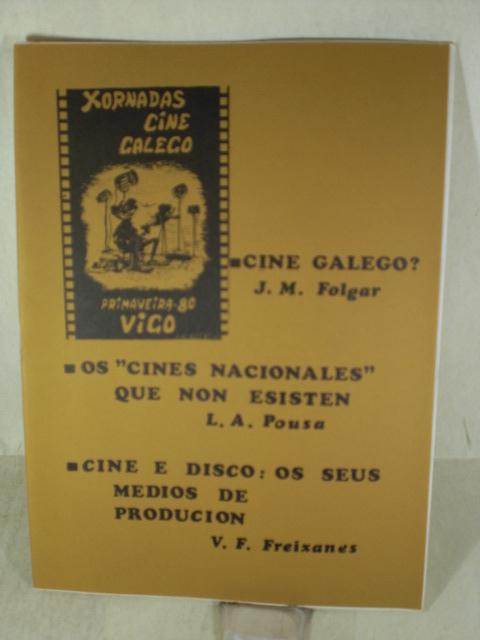 XORNADAS
CiNE
GALEGO
PRiMAVEiRA-80
ViGO
■CINE GALEGO?
J. M. Folgar
■ OS "CINES NACIONALES"
QUE NON ESISTEN
L. A. Pousa
■ CINE E DISCO: OS SEUS
MEDIOS DE
PRODUCION
V. F. Freixanes